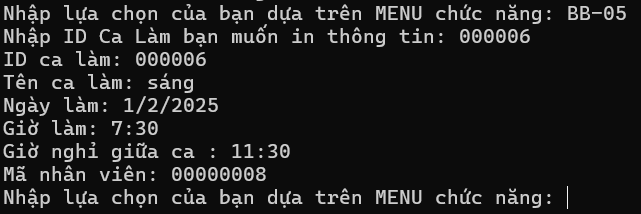 Nhập lựa chọn của bạn dựa trên MENU chức năng: BB-05
Nhập ID Ca Làm bạn muốn in thông tin: 000006
ID ca làm: 000006
Tên ca làm: sáng
Ngày làm: 1/2/2025
Giờ làm: 7:30
Giờ nghỉ giữa ca : 11:30
Mã nhân viên: 00000008
Nhập lựa chọn của bạn dựa trên MENU chức năng: